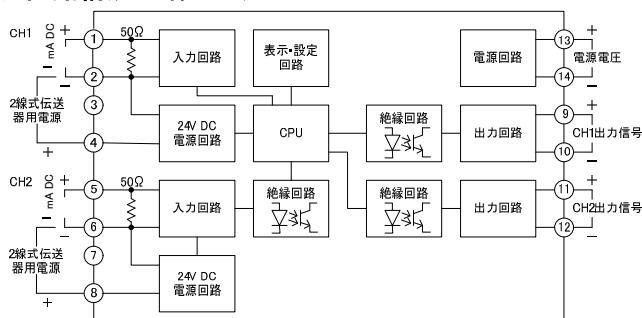 CH1
mA DC
+
-
50Ω
①
②
③
④
2線式伝送
器用電源
+
-
入力回路
表示・設定
回路
24V DC
電源回路
CPU
絶縁回路
出力回路
電源回路
⑬
⑭
+
電源電圧
-
⑨
⑩
+
CH1出力信号
-
CH2
mA DC
+
-
50Ω
⑤
⑥
⑦
⑧
2線式伝送
器用電源
-
+
入力回路
絶縁回路
24V DC
電源回路
絶縁回路
出力回路
⑪
⑫
+
CH2出力信号
-